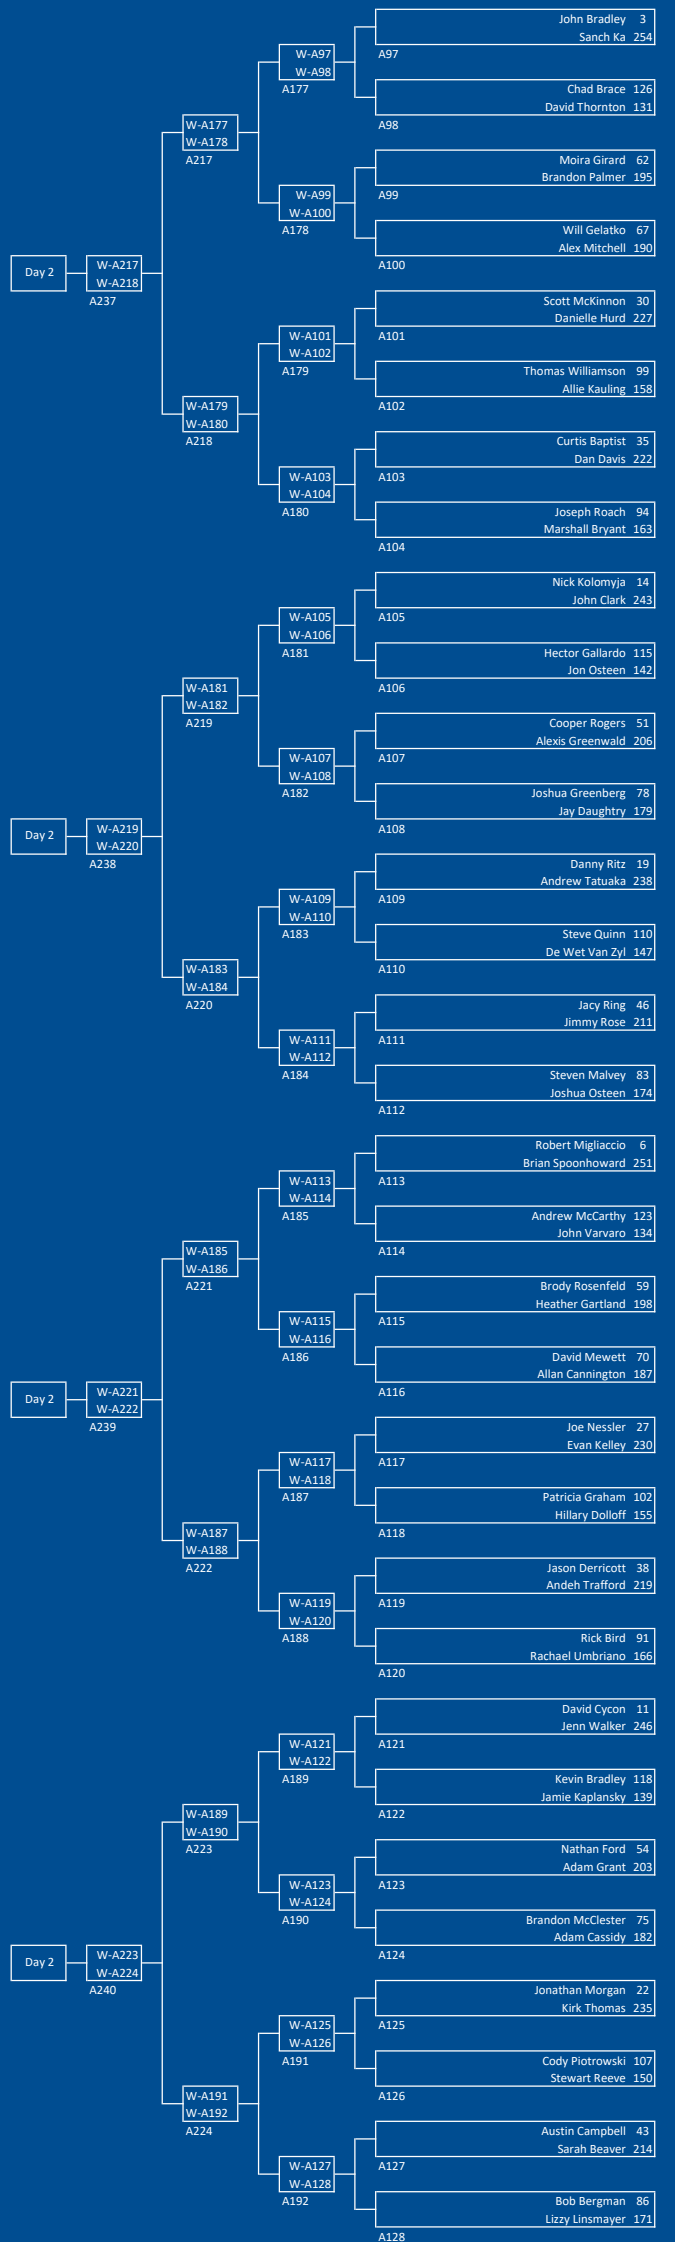 John Bradley 3
Sanch Ka 254
A97
W-A97
W-A98
A177
Chad Brace 126
David Thornton 131
A98
W-A177
W-A178
A217
Moira Girard 62
Brandon Palmer 195
A99
W-A99
W-A100
A178
Will Gelatko 67
Alex Mitchell 190
A100
Day 2
W-A217
W-A218
A237
Scott McKinnon 30
Danielle Hurd 227
A101
W-A101
W-A102
A179
Thomas Williamson 99
Allie Kauling 158
A102
W-A179
W-A180
A218
Curtis Baptist 35
Dan Davis 222
A103
W-A103
W-A104
A180
Joseph Roach 94
Marshall Bryant 163
A104
Nick Kolomyja 14
John Clark 243
A105
W-A105
W-A106
A181
Hector Gallardo 115
Jon Osteen 142
A106
W-A181
W-A182
A219
Cooper Rogers 51
Alexis Greenwald 206
A107
W-A107
W-A108
A182
Joshua Greenberg 78
Jay Daughtry 179
A108
Day 2
W-A219
W-A220
A238
Danny Ritz 19
Andrew Tatuaka 238
A109
W-A109
W-A110
A183
Steve Quinn 110
De Wet Van Zyl 147
A110
W-A183
W-A184
A220
Jacy Ring 46
Jimmy Rose 211
A111
W-A111
W-A112
A184
Steven Malvey 83
Joshua Osteen 174
A112
Robert Migliaccio 6
Brian Spoonhoward 251
A113
W-A113
W-A114
A185
Andrew McCarthy 123
John Varvaro 134
A114
W-A185
W-A186
A221
Brody Rosenfeld 59
Heather Gartland 198
A115
W-A115
W-A116
A186
David Mewett 70
Allan Cannington 187
A116
Day 2
W-A221
W-A222
A239
Joe Nessler 27
Evan Kelley 230
A117
W-A117
W-A118
A187
Patricia Graham 102
Hillary Dolloff 155
A118
W-A187
W-A188
A222
Jason Derricott 38
Andeh Trafford 219
A119
W-A119
W-A120
A188
Rick Bird 91
Rachael Umbriano 166
A120
David Cycon 11
Jenn Walker 246
A121
W-A121
W-A122
A189
Kevin Bradley 118
Jamie Kaplansky 139
A122
W-A189
W-A190
A223
Nathan Ford 54
Adam Grant 203
A123
W-A123
W-A124
A190
Brandon McClester 75
Adam Cassidy 182
A124
Day 2
W-A223
W-A224
A240
Jonathan Morgan 22
Kirk Thomas 235
A125
W-A125
W-A126
A191
Cody Piotrowski 107
Stewart Reeve 150
A126
W-A191
W-A192
A224
Austin Campbell 43
Sarah Beaver 214
A127
W-A127
W-A128
A192
Bob Bergman 86
Lizzy Linsmayer 171
A128